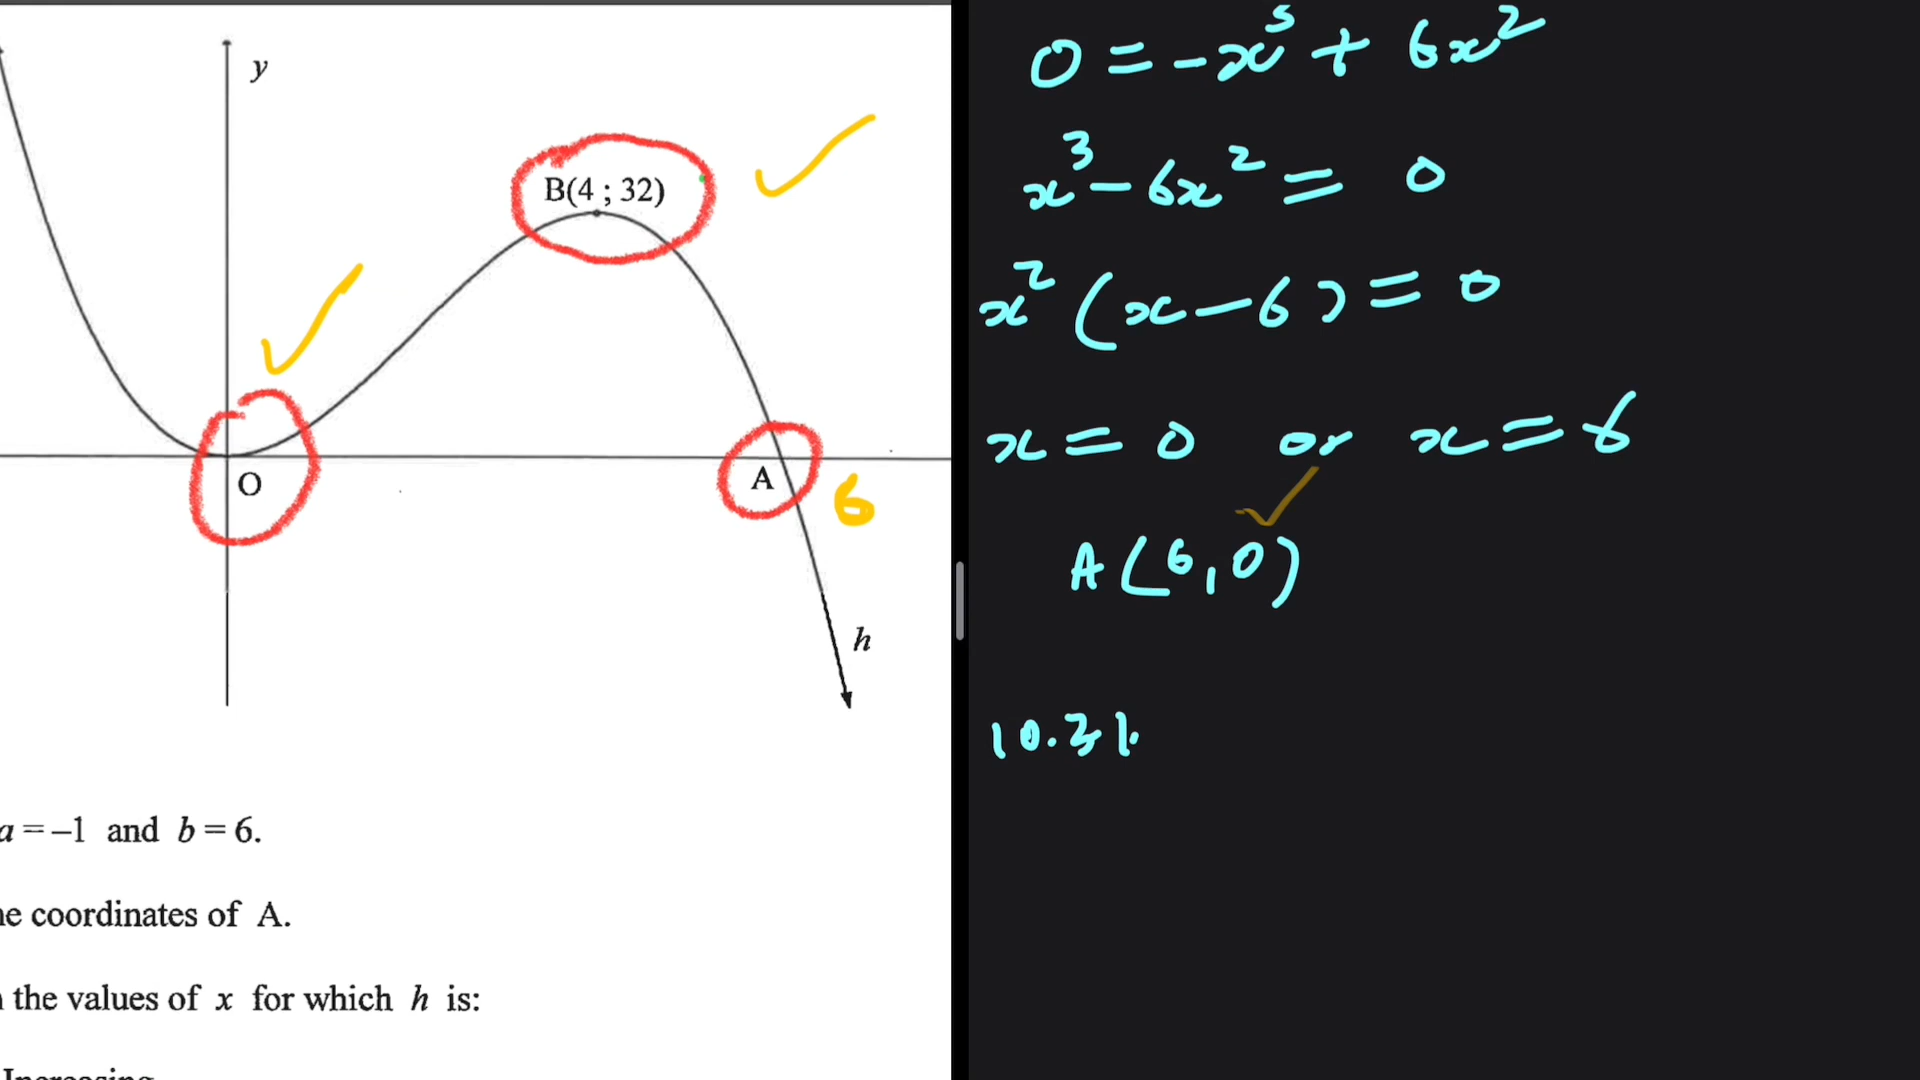 y
B(4 ; 32)
O
A
6
h
a = –1 and b = 6.
coordinates of A.
the values of x for which h is:
Increasing
0 = -x³ + 6x²
x³ - 6x² = 0
x² (x - 6) = 0
x = 0 or x = 6
A(6,0)
10.3 1.